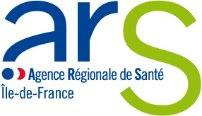 ars
Agence Régionale de Santé
Île-de-France